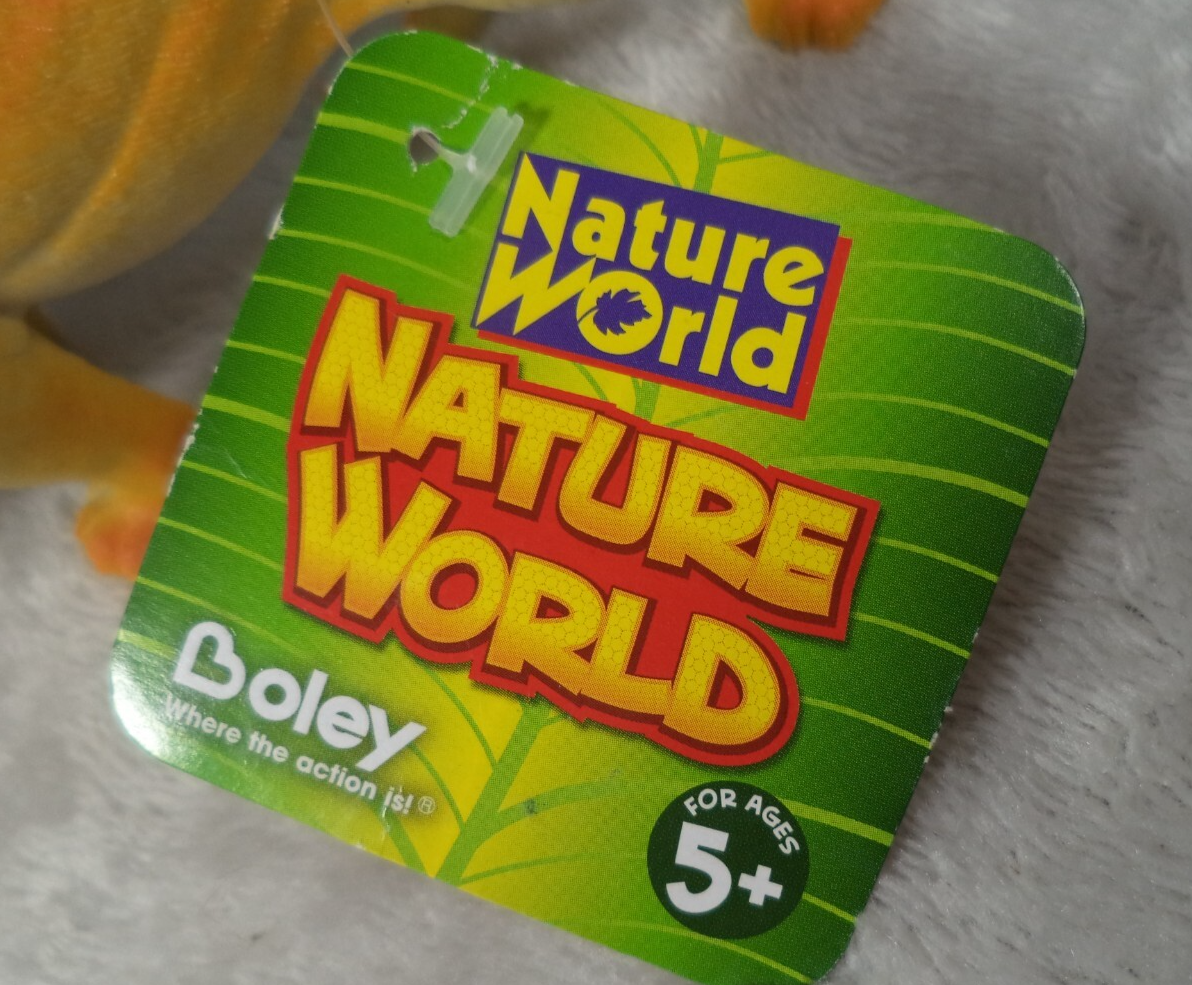 Nature
World
NATURE
WORLD
Boley
Where the action is!®
FOR AGES
5+